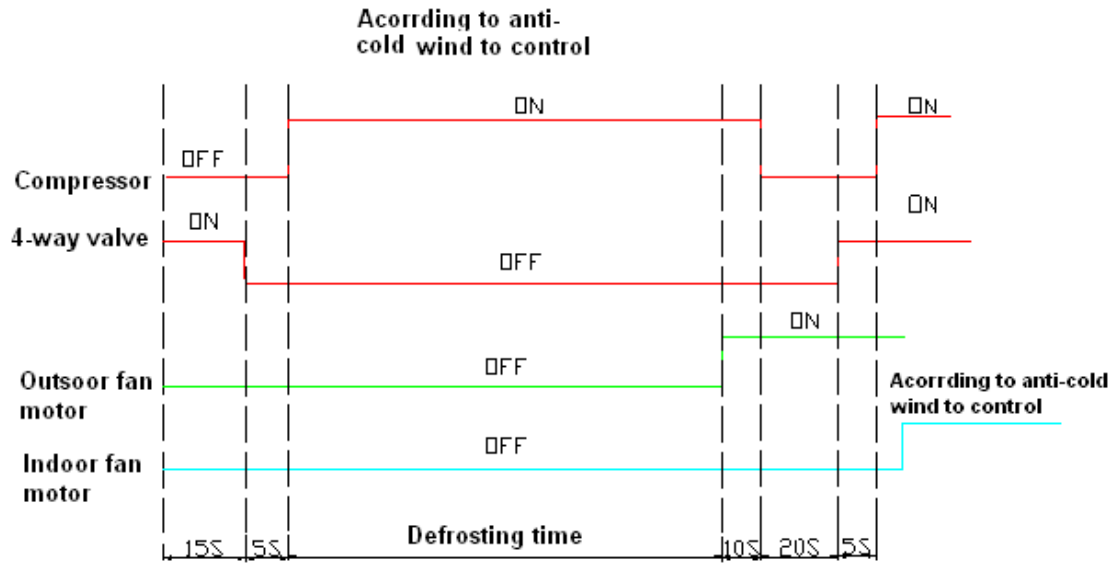 Acorrding to anti-
cold wind to control
ON
ON
OFF
Compressor
ON
ON
4-way valve
OFF
ON
OFF
Outsoor fan
motor
Acorrding to anti-cold
wind to control
OFF
Indoor fan
motor
Defrosting time
15S 5S 10S 20S 5S